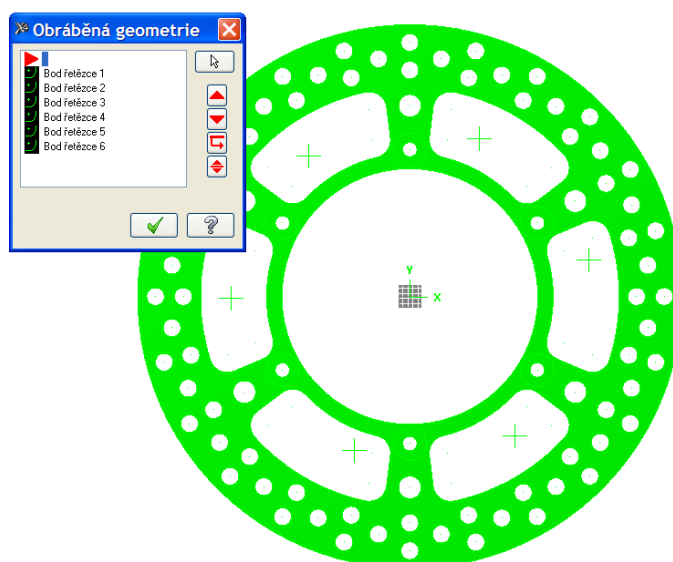 Obráběná geometrie
Bod řetězce 1
Bod řetězce 2
Bod řetězce 3
Bod řetězce 4
Bod řetězce 5
Bod řetězce 6
Y
X